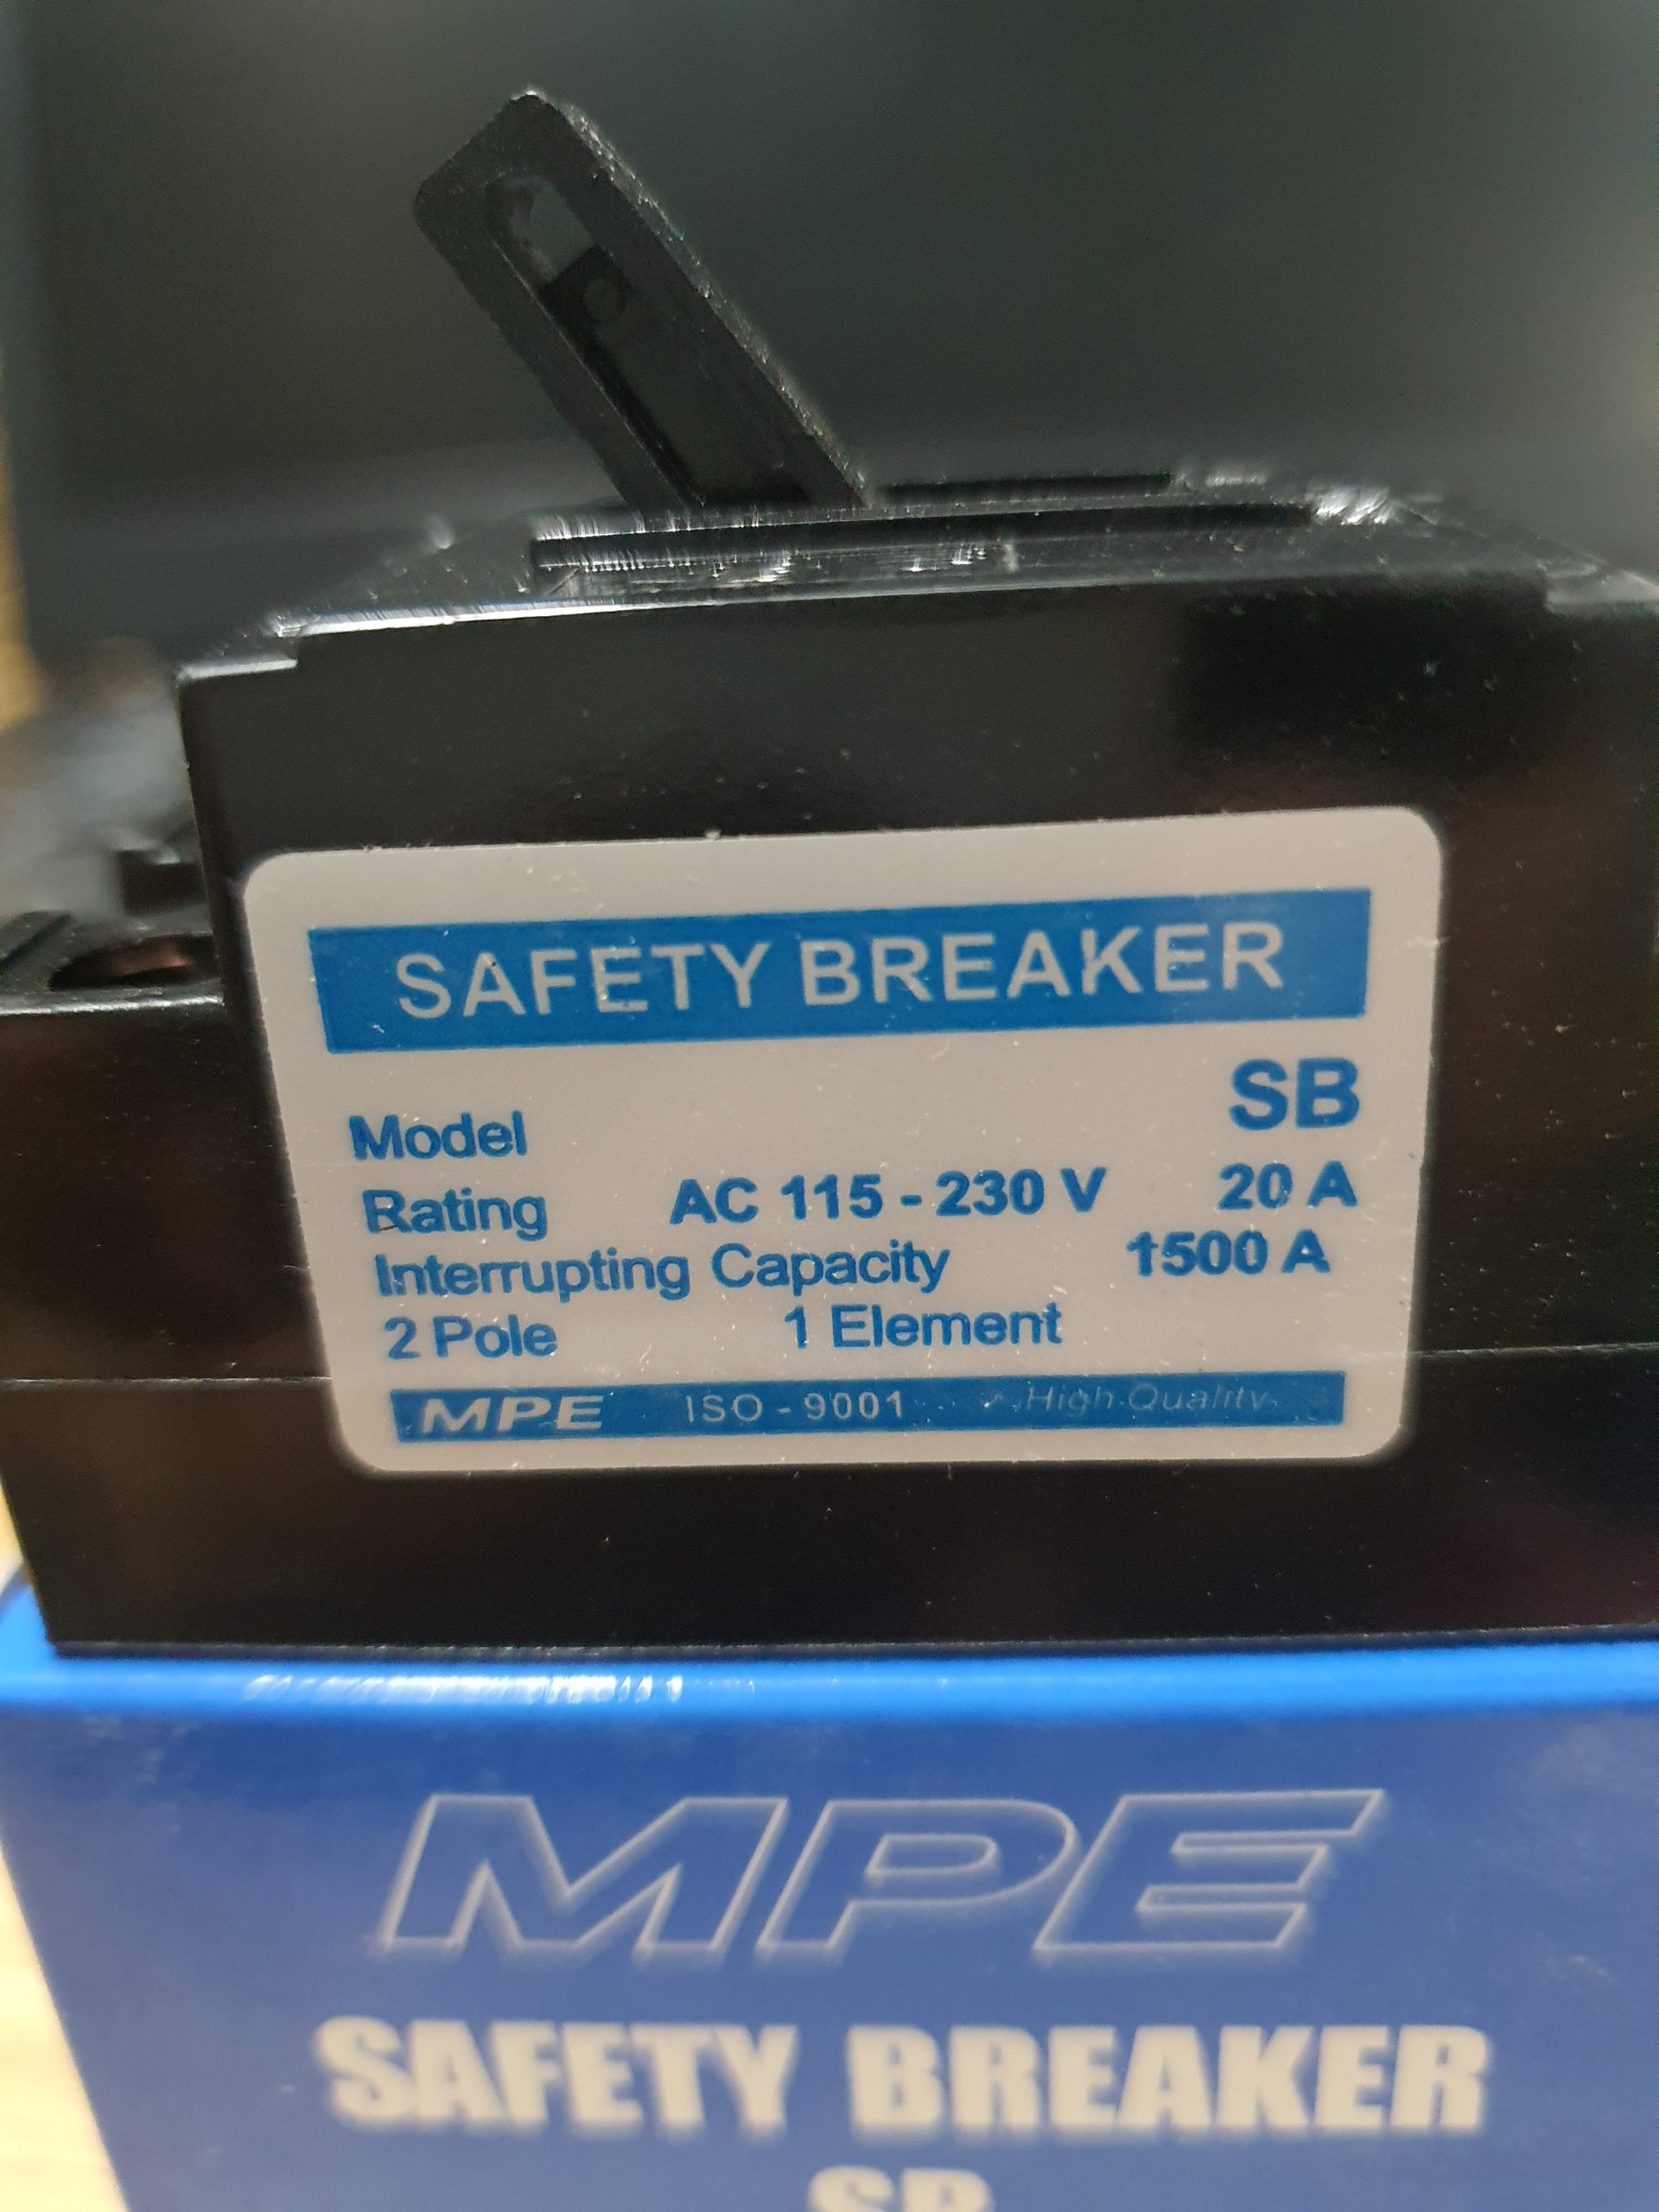 SAFETY BREAKER
Model SB
Rating AC 115 - 230 V 20 A
Interrupting Capacity 1500 A
2 Pole 1 Element
MPE ISO - 9001 High Quality
MPE
SAFETY BREAKER
SB